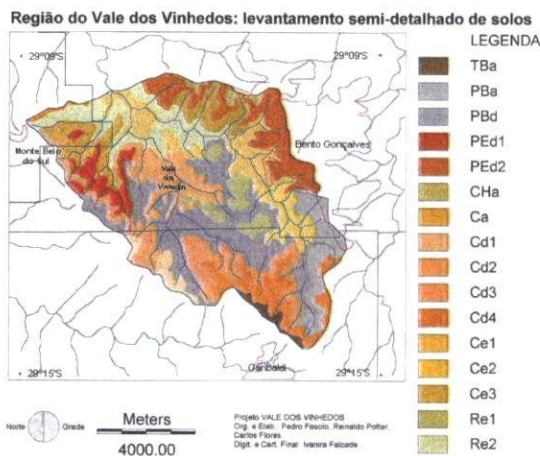 Região do Vale dos Vinhedos: levantamento semi-detalhado de solos
LEGENDA
29°09'S
29°09'S
TBa
PBa
PBd
PEd1
PEd2
CHa
Ca
Cd1
Cd2
Cd3
Cd4
Ce1
Ce2
Ce3
Re1
Re2
Bento Gonçalves
Monte Belo
do Sul
Vale
dos
Vinhedos
29°15'S
29°15'S
Garibaldi
Norte
Grade
Meters
4000.00
Projeto VALE DOS VINHEDOS
Org. e Elab. Pedro Fasolo, Reinaldo Potter,
Carlos Flores
Digit. e Cart. Final: Ivanira Falcade